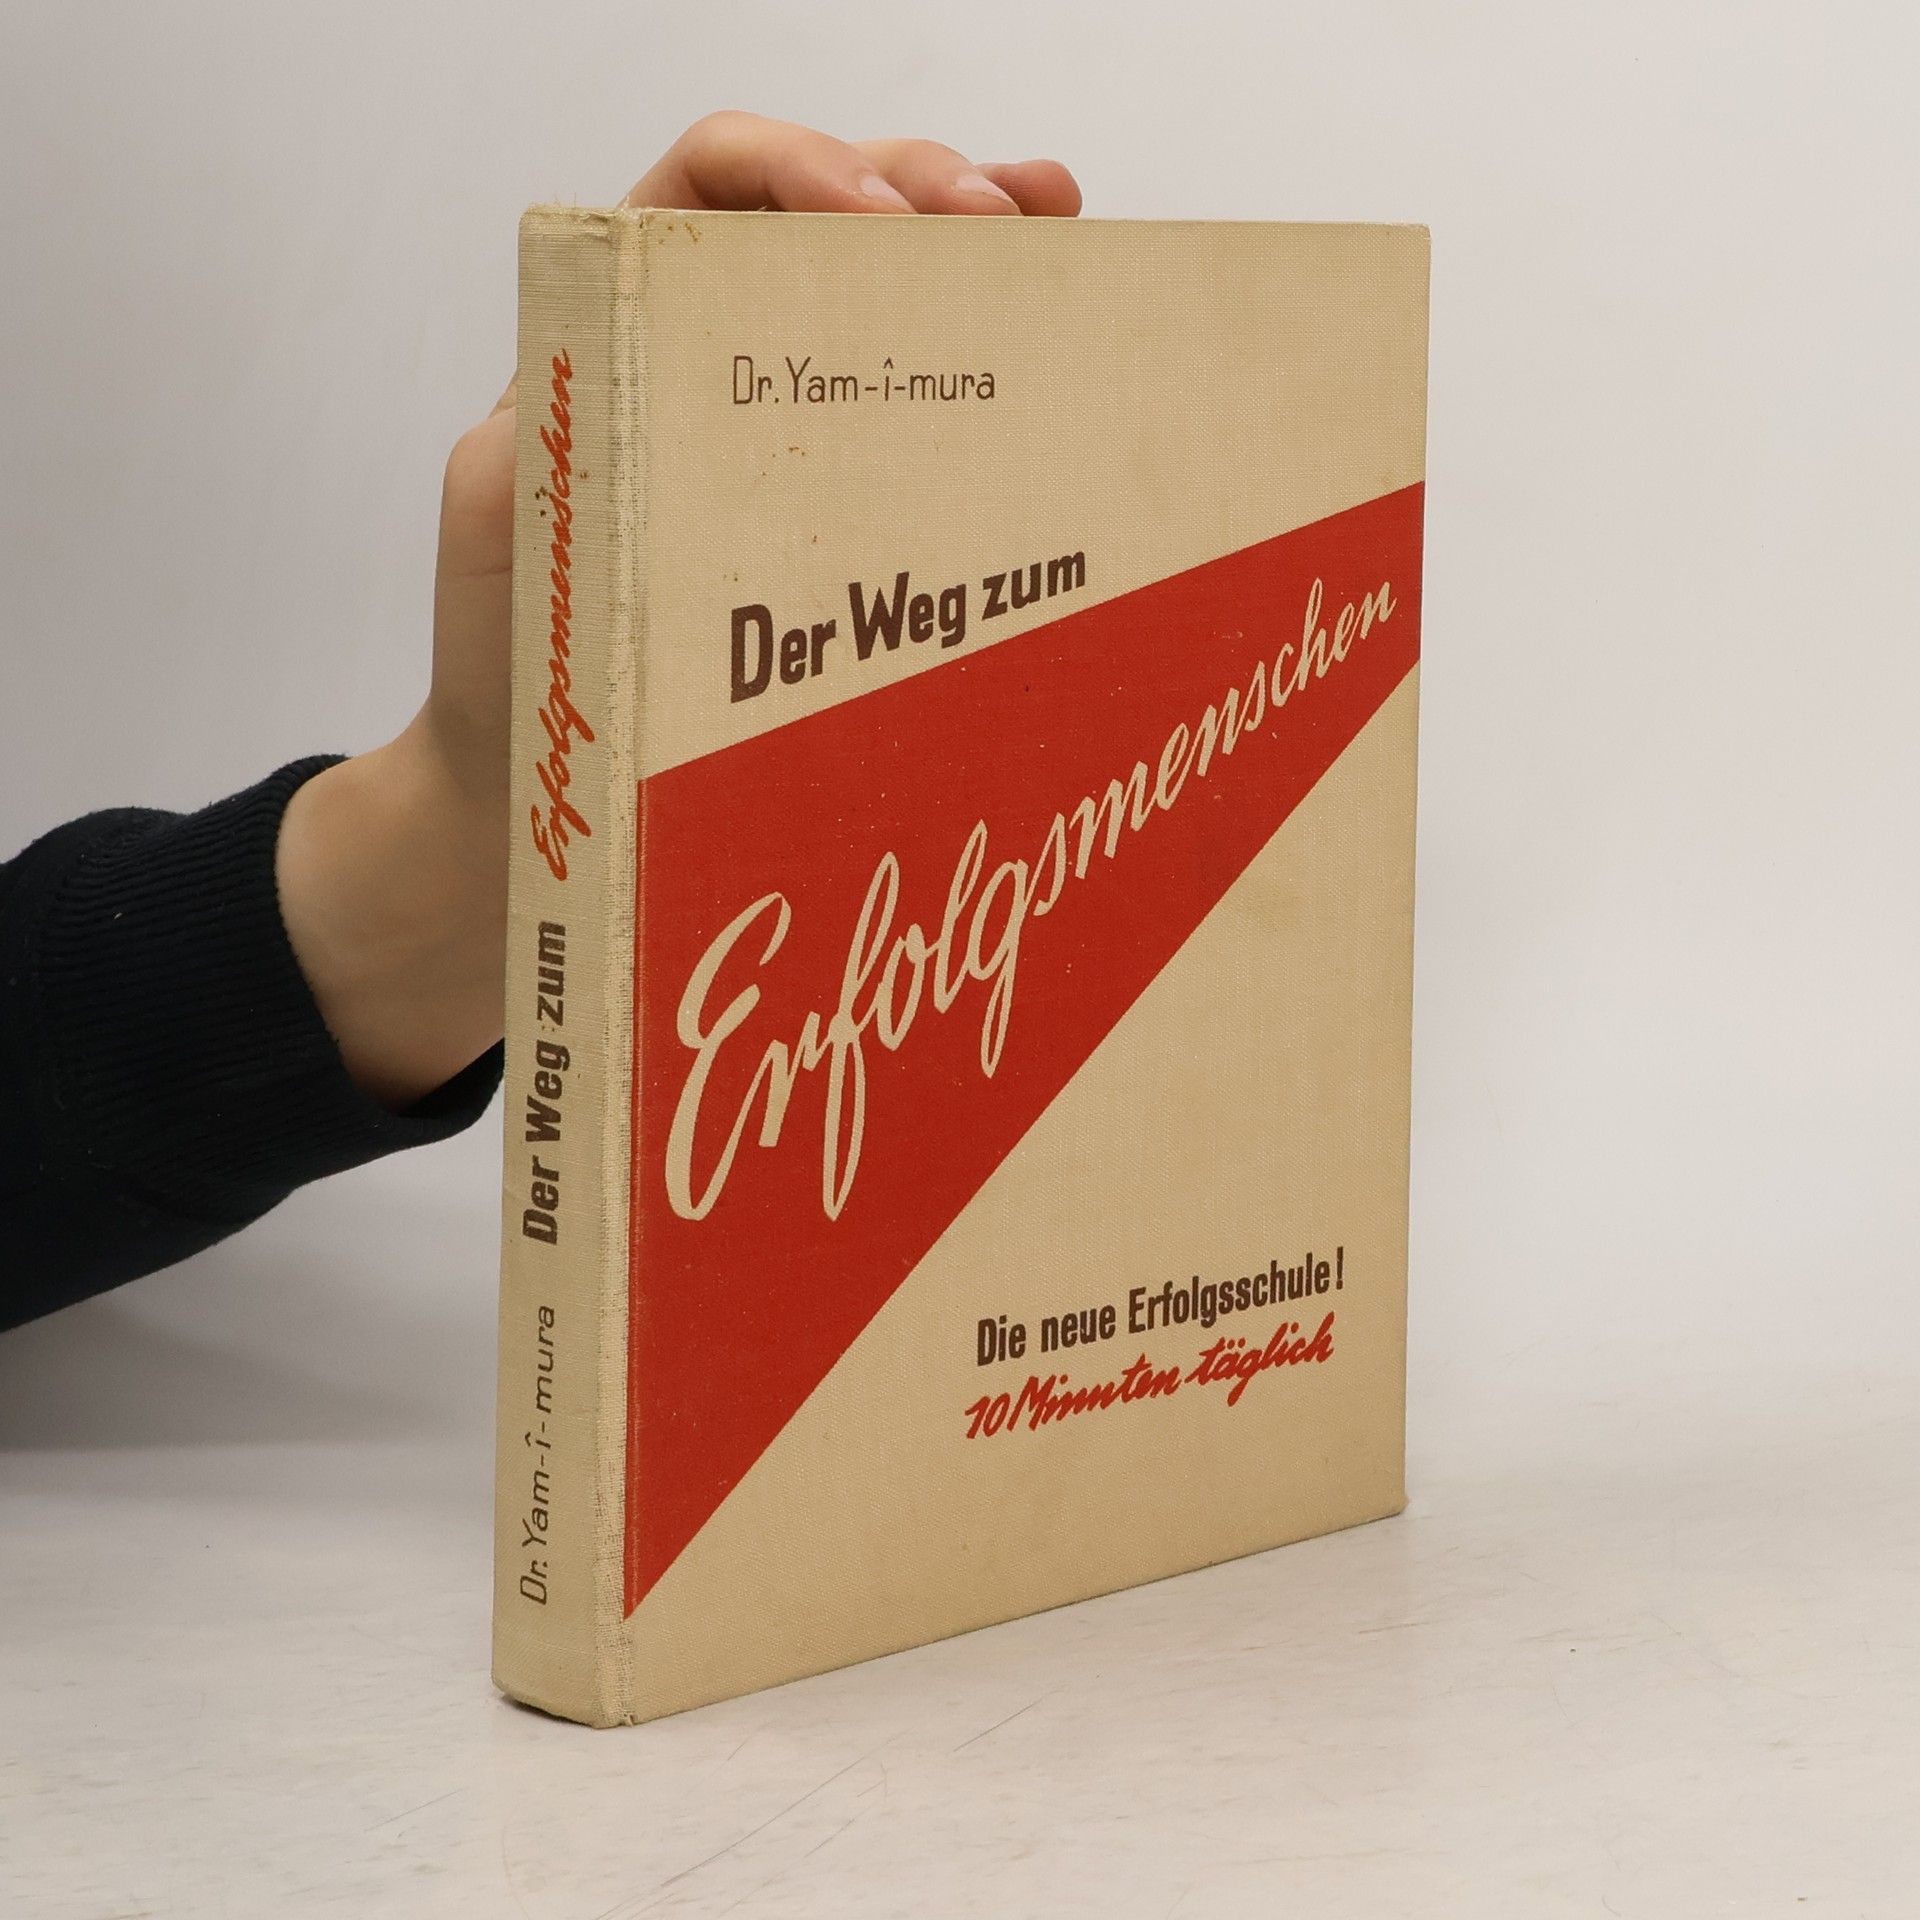 Dr. Yam-î-mura
Der Weg zum
Erfolgsmenschen
Die neue Erfolgsschule!
10 Minuten täglich
Dr. Yam-î-mura Der Weg zum Erfolgsmenschen